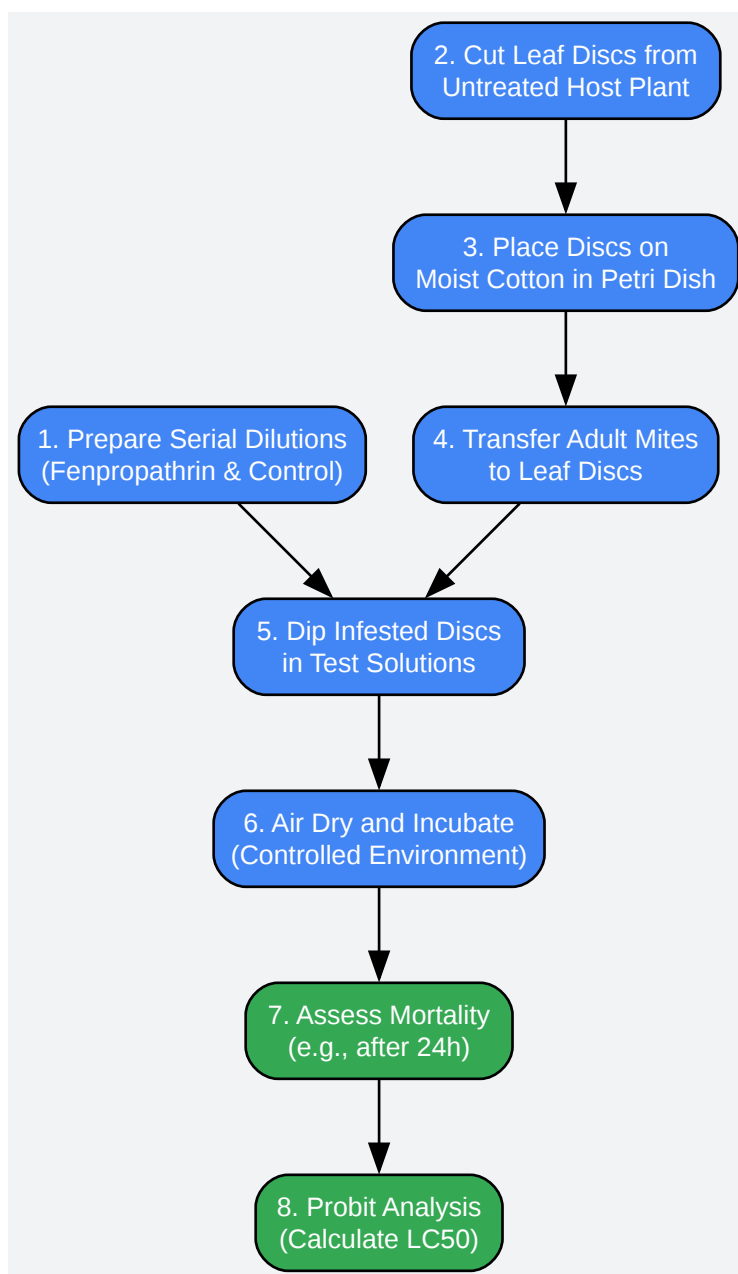 2. Cut Leaf Discs from
Untreated Host Plant
3. Place Discs on
Moist Cotton in Petri Dish
1. Prepare Serial Dilutions
(Fenpropathrin & Control)
4. Transfer Adult Mites
to Leaf Discs
5. Dip Infested Discs
in Test Solutions
6. Air Dry and Incubate
(Controlled Environment)
7. Assess Mortality
(e.g., after 24h)
8. Probit Analysis
(Calculate LC50)